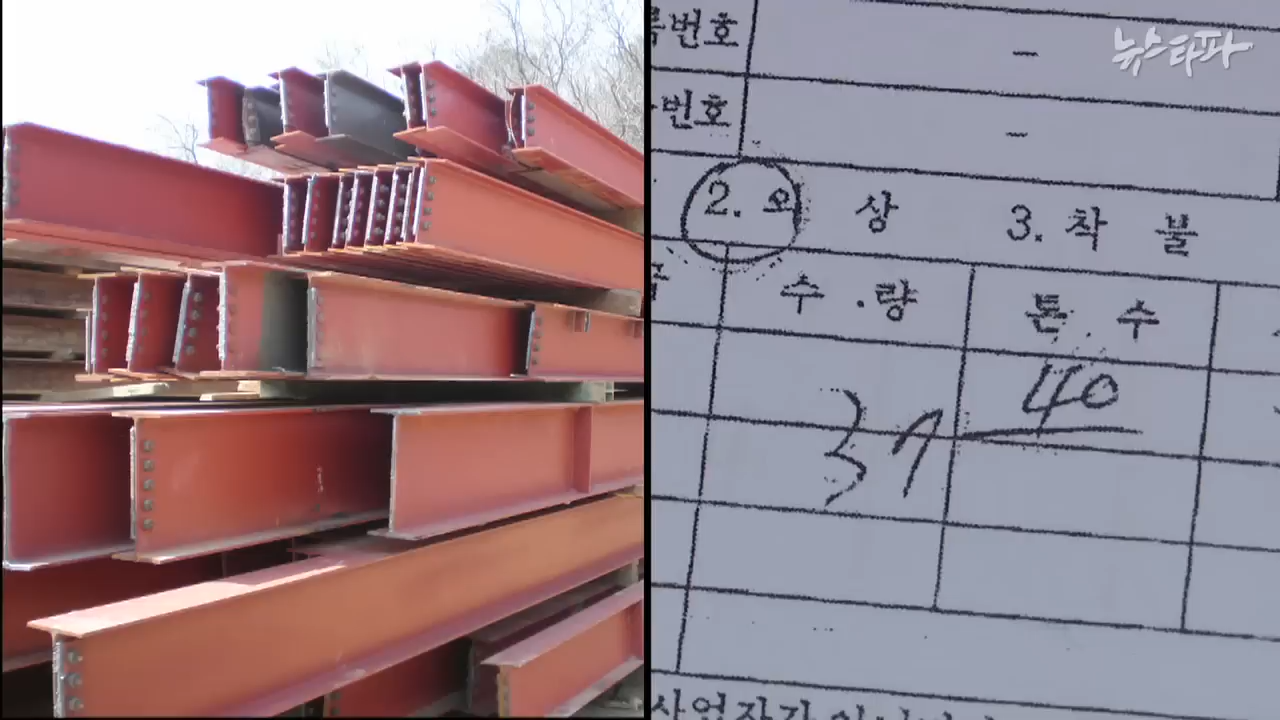 뉴스타파
록번호 -
번호 -
2. 외 상 3. 착 불
수 량 톤 수
37 40